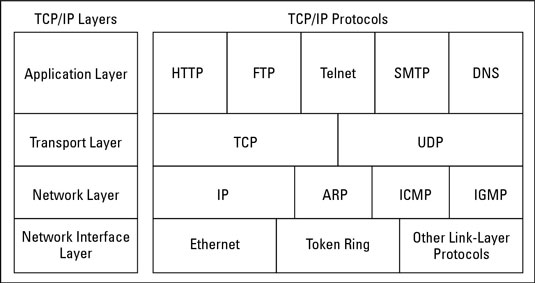 TCP/IP Layers
TCP/IP Protocols
Application Layer
HTTP
FTP
Telnet
SMTP
DNS
Transport Layer
TCP
UDP
Network Layer
IP
ARP
ICMP
IGMP
Network Interface
Layer
Ethernet
Token Ring
Other Link-Layer
Protocols